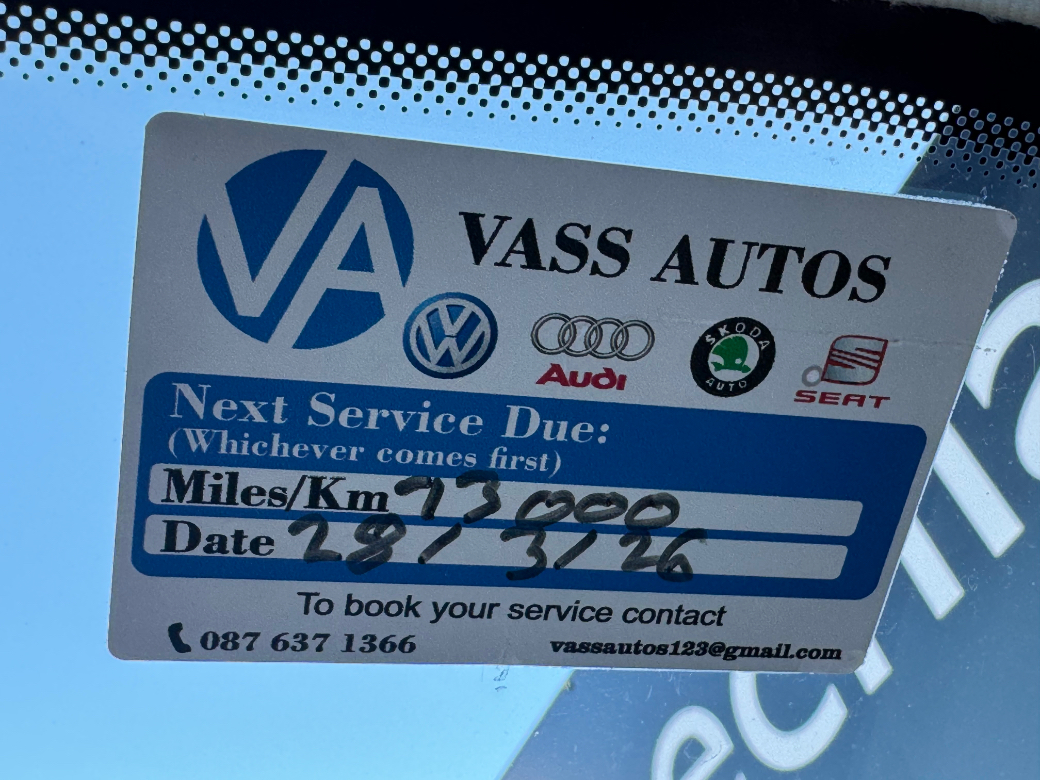 VA
VASS AUTOS
Audi
SKODA
AUTO
SEAT
Next Service Due:
(Whichever comes first)
Miles/Km 73000
Date 28/3/26
To book your service contact
087 637 1366
vassautos123@gmail.com